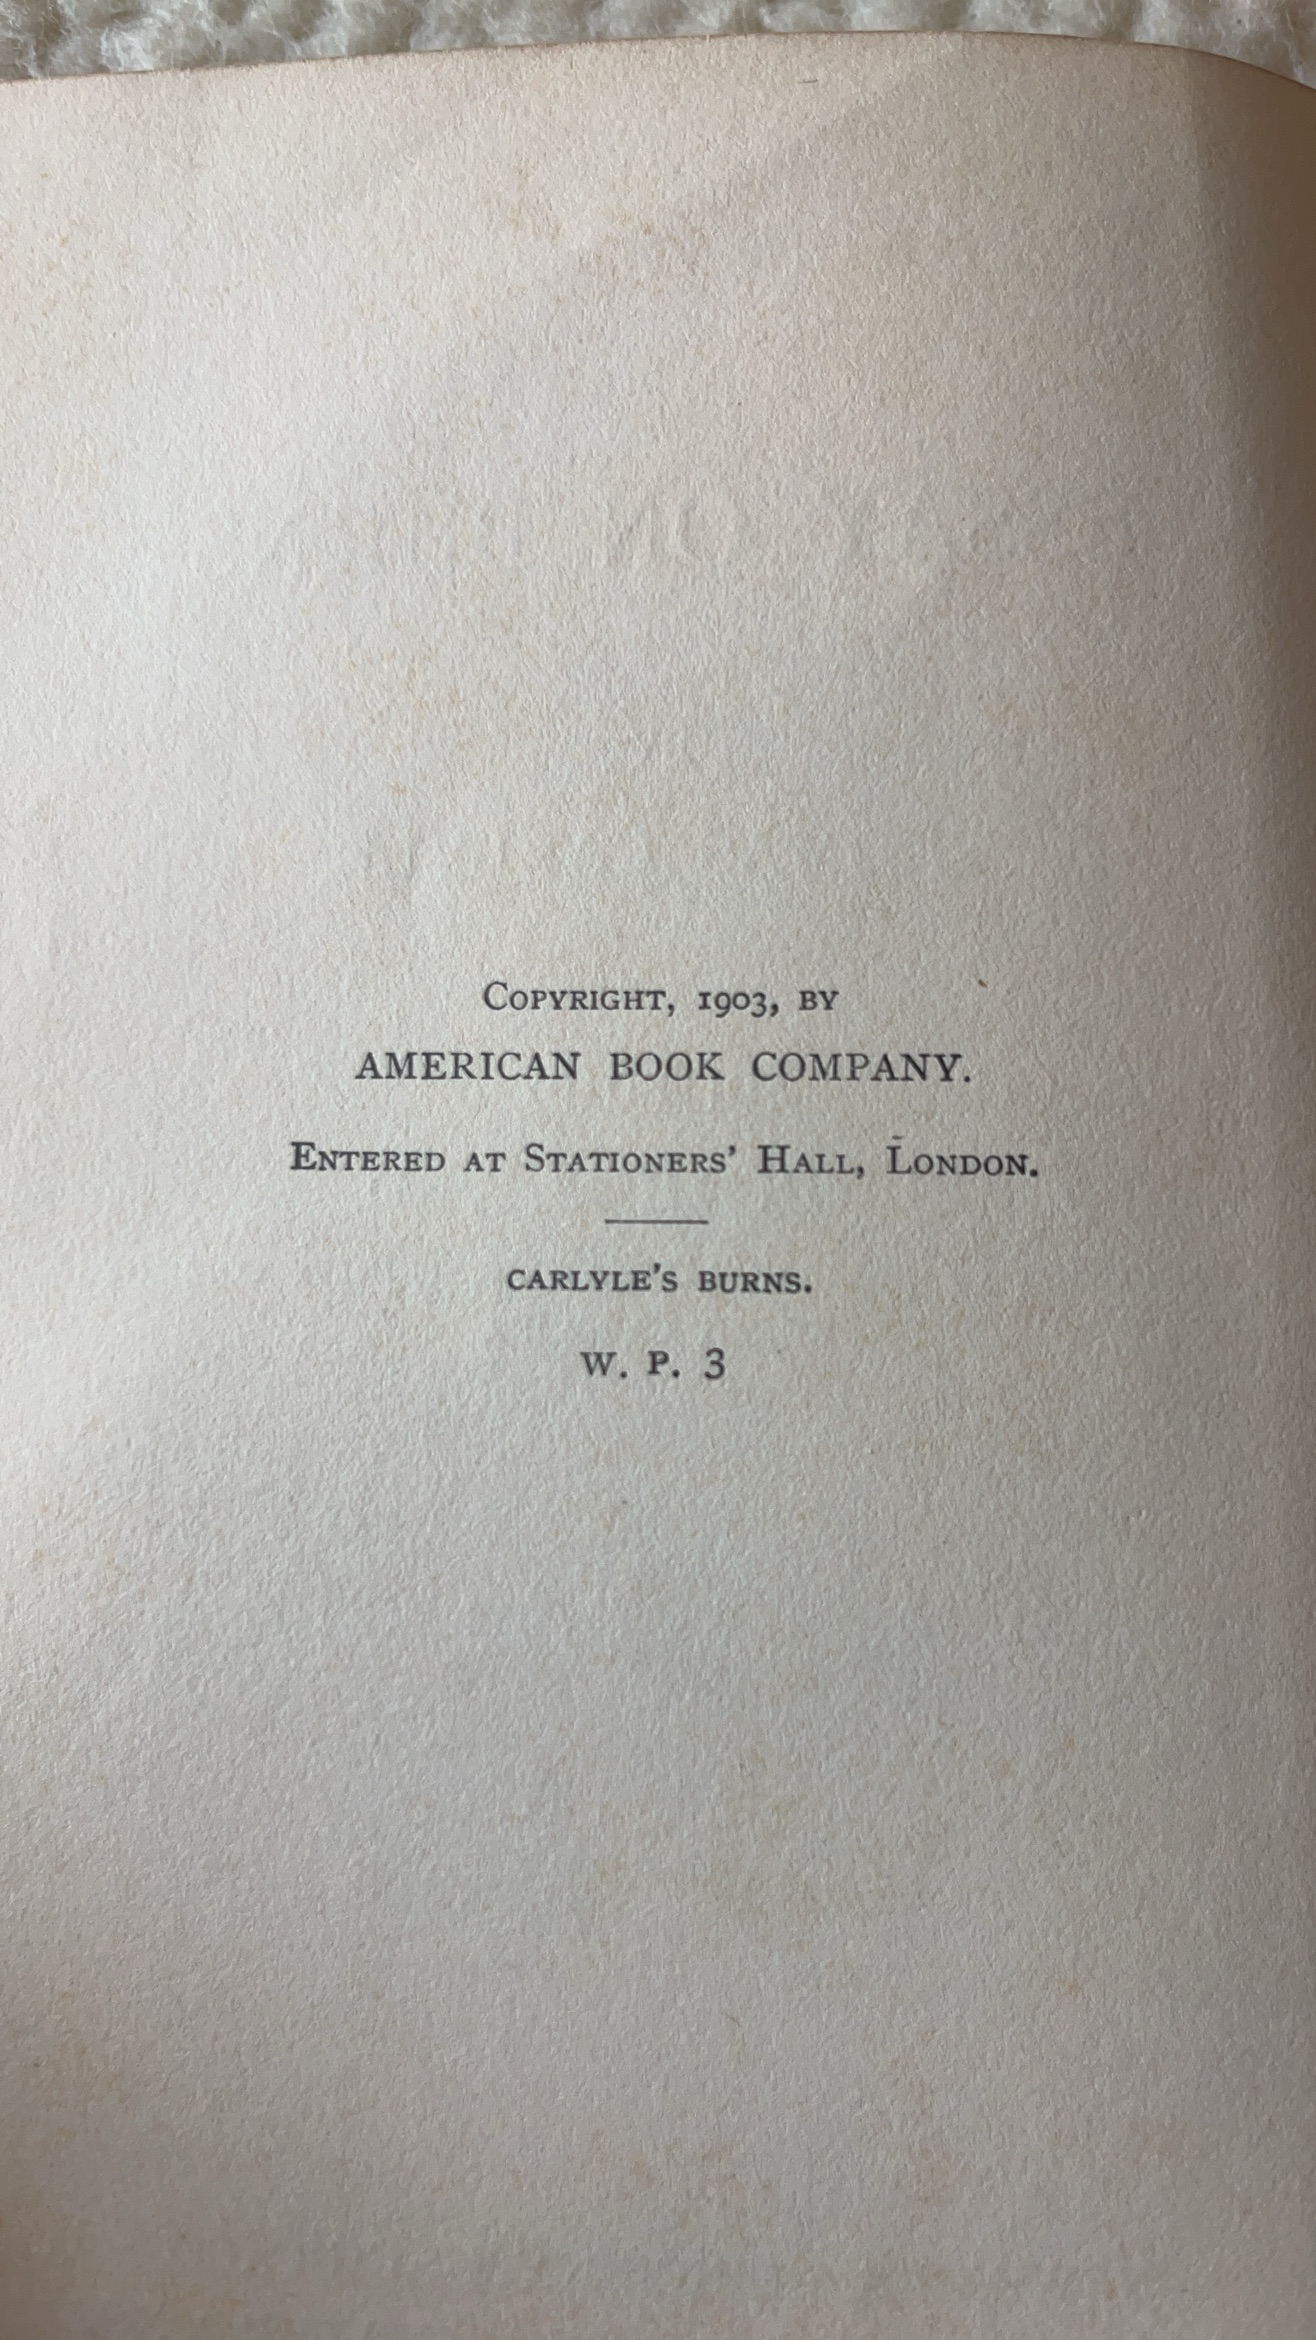 COPYRIGHT, 1903, BY
AMERICAN BOOK COMPANY.
ENTERED AT STATIONERS' HALL, LONDON.
CARLYLE'S BURNS.
W. P. 3